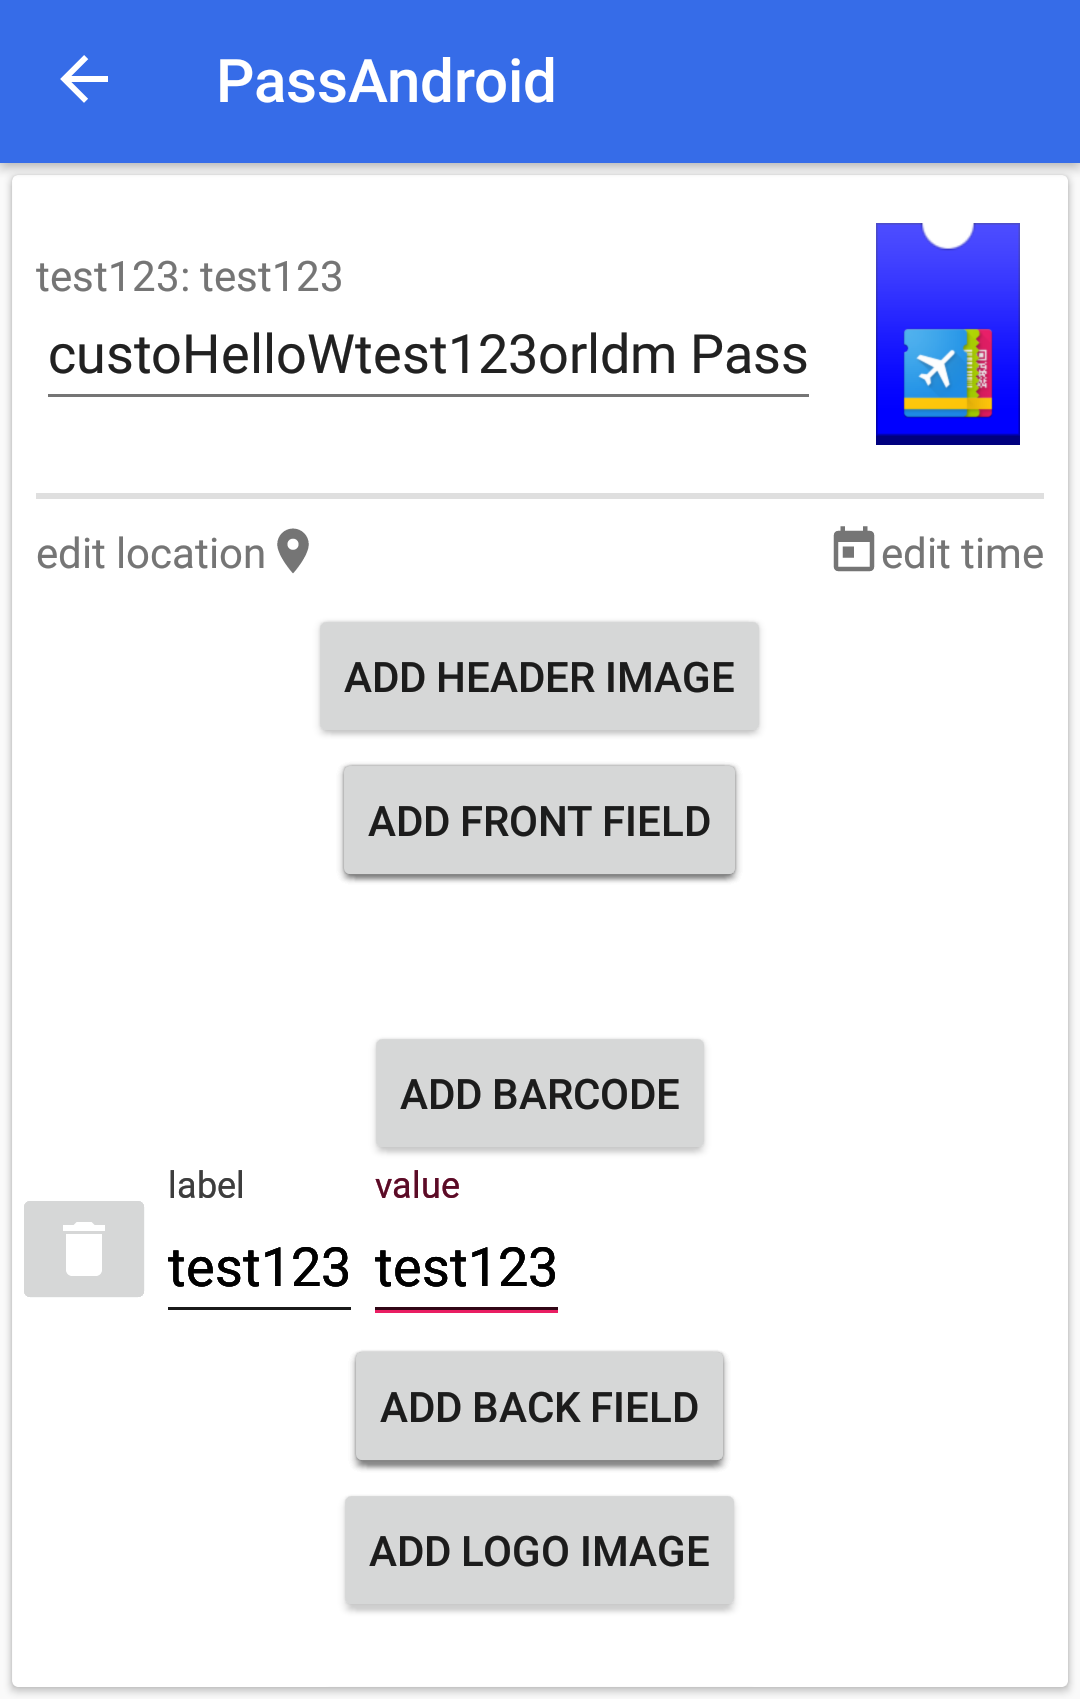 PassAndroid
test123: test123
custoHelloWtest123orldm Pass
edit location
edit time
ADD HEADER IMAGE
ADD FRONT FIELD
ADD BARCODE
label value
test123 test123
ADD BACK FIELD
ADD LOGO IMAGE